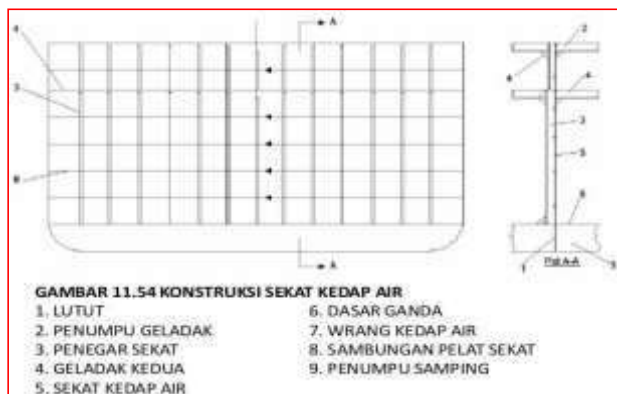 A
A
Pot A-A
GAMBAR 11.54 KONSTRUKSI SEKAT KEDAP AIR
1. LUTUT
2. PENUMPU GELADAK
3. PENEGAR SEKAT
4. GELADAK KEDUA
5. SEKAT KEDAP AIR
6. DASAR GANDA
7. WRANG KEDAP AIR
8. SAMBUNGAN PELAT SEKAT
9. PENUMPU SAMPING